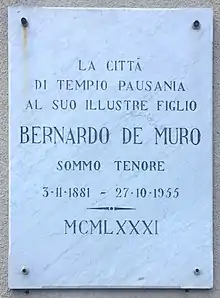 LA CITTÀ
DI TEMPIO PAUSANIA
AL SUO ILLUSTRE FIGLIO
BERNARDO DE MURO
SOMMO TENORE
3-11-1881 - 27-10-1955
MCMLXXXI